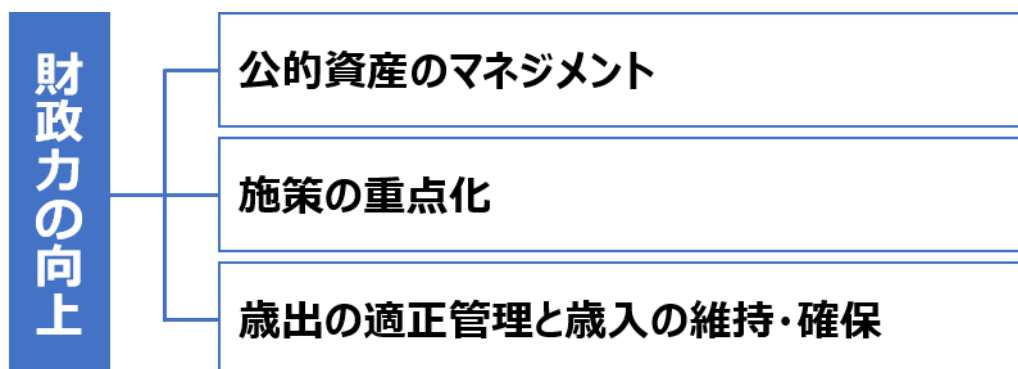 財政力の向上
公的資産のマネジメント
施策の重点化
歳出の適正管理と歳入の維持・確保